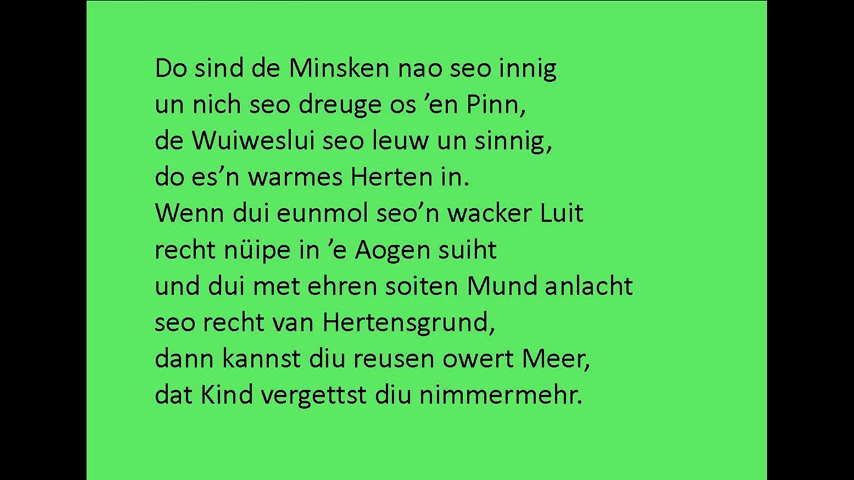 Do sind de Minsken nao seo innig
un nich seo dreuge os ’en Pinn,
de Wuiweslui seo leuw un sinnig,
do es’n warmes Herten in.
Wenn dui eunmol seo’n wacker Luit
recht nüipe in ’e Aogen suiht
und dui met ehren soiten Mund anlacht
seo recht van Hertensgrund,
dann kannst diu reusen owert Meer,
dat Kind vergettst diu nimmermehr.